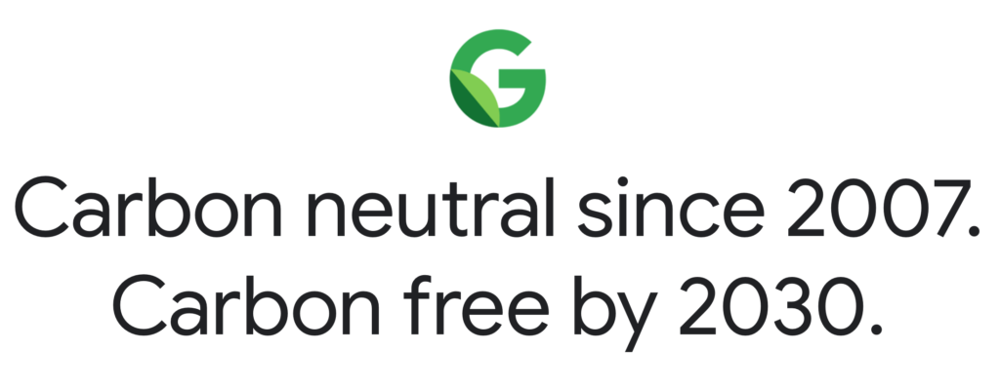 G
Carbon neutral since 2007.
Carbon free by 2030.